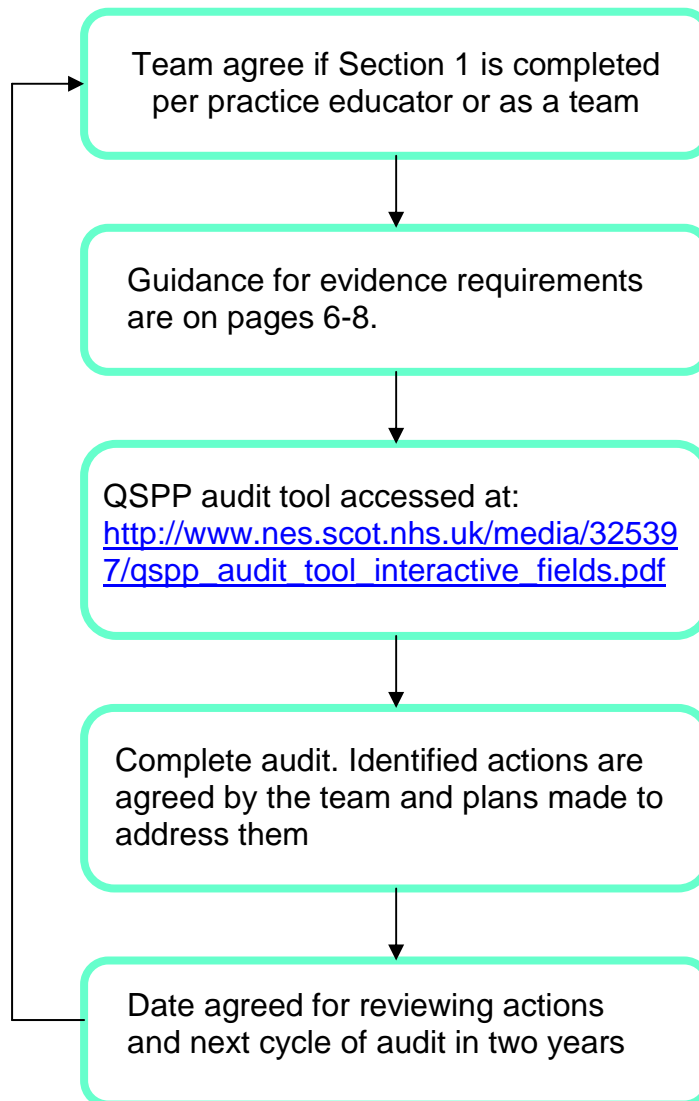 Team agree if Section 1 is completed
per practice educator or as a team
Guidance for evidence requirements
are on pages 6-8.
QSPP audit tool accessed at:
http://www.nes.scot.nhs.uk/media/32539
7/qspp_audit_tool_interactive_fields.pdf
Complete audit. Identified actions are
agreed by the team and plans made to
address them
Date agreed for reviewing actions
and next cycle of audit in two years